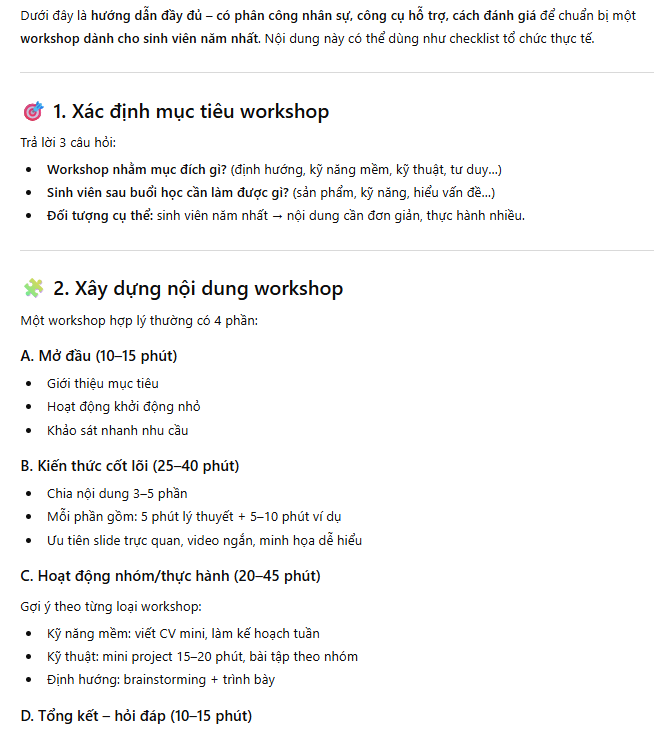 Dưới đây là hướng dẫn đầy đủ – có phân công nhân sự, công cụ hỗ trợ, cách đánh giá để chuẩn bị một
workshop dành cho sinh viên năm nhất. Nội dung này có thể dùng như checklist tổ chức thực tế.
🎯 1. Xác định mục tiêu workshop
Trả lời 3 câu hỏi:
• Workshop nhằm mục đích gì? (định hướng, kỹ năng mềm, kỹ thuật, tư duy…)
• Sinh viên sau buổi học cần làm được gì? (sản phẩm, kỹ năng, hiểu vấn đề…)
• Đối tượng cụ thể: sinh viên năm nhất → nội dung cần đơn giản, thực hành nhiều.
🧩 2. Xây dựng nội dung workshop
Một workshop hợp lý thường có 4 phần:
A. Mở đầu (10–15 phút)
• Giới thiệu mục tiêu
• Hoạt động khởi động nhỏ
• Khảo sát nhanh nhu cầu
B. Kiến thức cốt lõi (25–40 phút)
• Chia nội dung 3–5 phần
• Mỗi phần gồm: 5 phút lý thuyết + 5–10 phút ví dụ
• Ưu tiên slide trực quan, video ngắn, minh họa dễ hiểu
C. Hoạt động nhóm/thực hành (20–45 phút)
Gợi ý theo từng loại workshop:
• Kỹ năng mềm: viết CV mini, làm kế hoạch tuần
• Kỹ thuật: mini project 15–20 phút, bài tập theo nhóm
• Định hướng: brainstorming + trình bày
D. Tổng kết – hỏi đáp (10–15 phút)